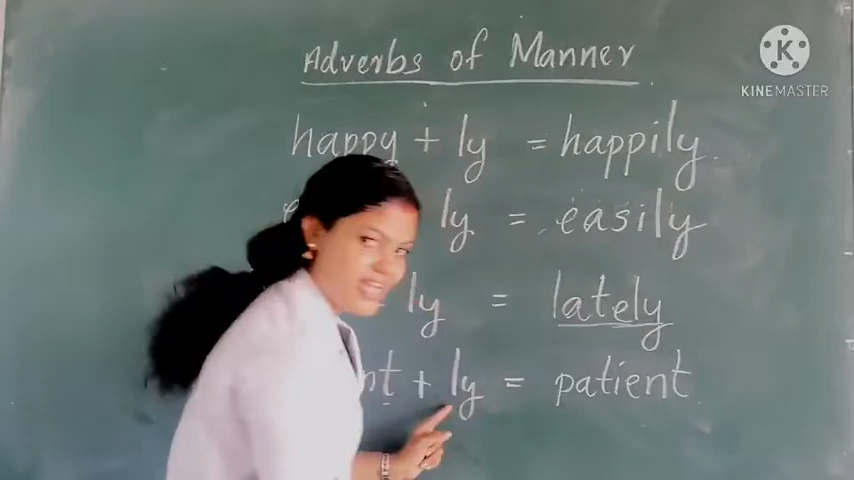 Adverbs of Manner
K
KINEMASTER
happy + ly = happily
ly = easily
ly = lately
nt + ly = patient